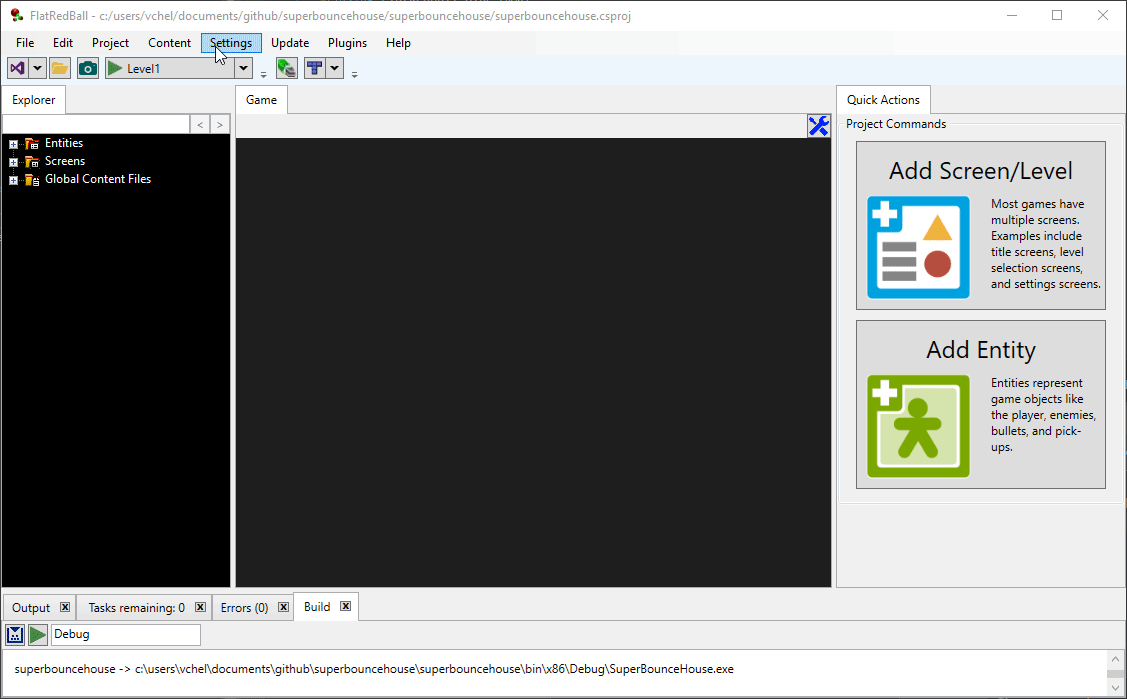 FlatRedBall - c:/users/vchel/documents/github/superbouncehouse/superbouncehouse/superbouncehouse.csproj
File Edit Project Content Settings Update Plugins Help
Level1
Explorer
Game
Quick Actions
< >
Project Commands
Entities
Screens
Global Content Files
Add Screen/Level
Most games have
multiple screens.
Examples include
title screens, level
selection screens,
and settings screens.
Add Entity
Entities represent
game objects like
the player, enemies,
bullets, and pick-
ups.
Output Tasks remaining: 0 Errors (0) Build
Debug
superbouncehouse -> c:\users\vchel\documents\github\superbouncehouse\superbouncehouse\bin\x86\Debug\SuperBounceHouse.exe